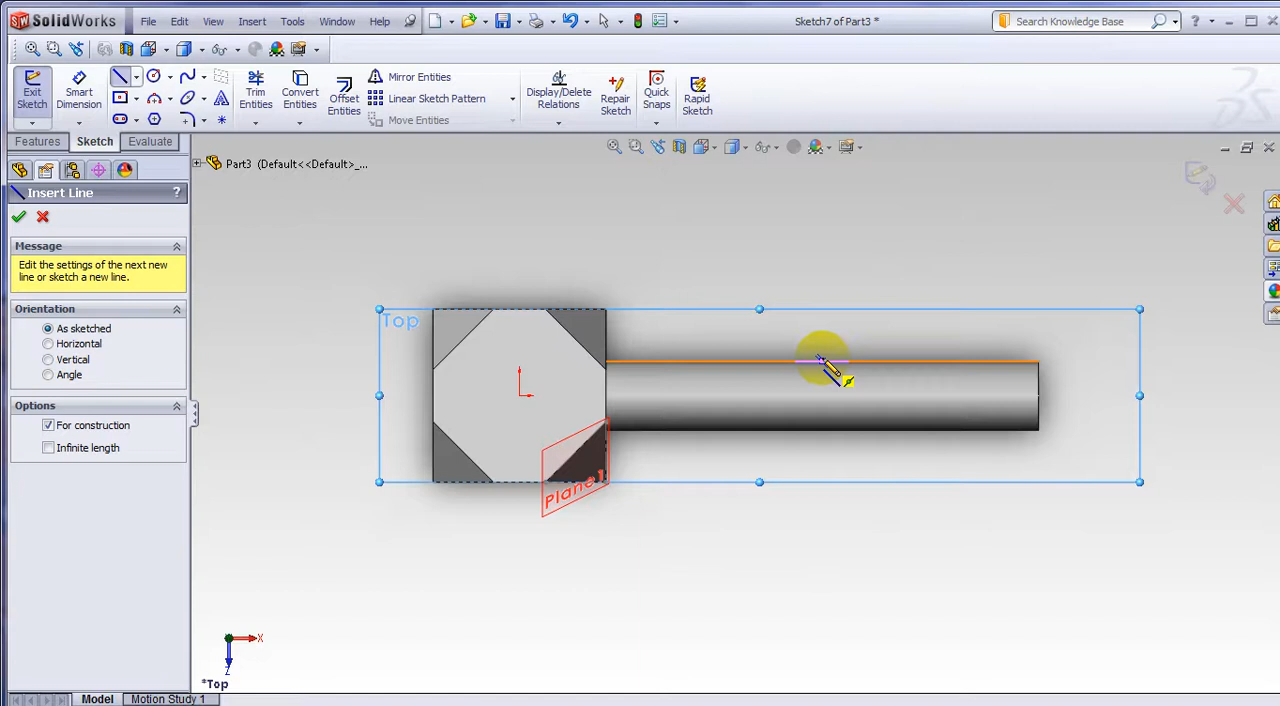 SolidWorks File Edit View Insert Tools Window Help Sketch7 of Part3 * Search Knowledge Base ?
Exit Sketch
Smart Dimension
Trim Entities
Convert Entities
Offset Entities
Mirror Entities
Linear Sketch Pattern
Move Entities
Display/Delete Relations
Repair Sketch
Quick Snaps
Rapid Sketch
Features Sketch Evaluate
Part3 (Default<<Default>_...
Insert Line ?
Message
Edit the settings of the next new
line or sketch a new line.
Orientation
As sketched
Horizontal
Vertical
Angle
Options
For construction
Infinite length
Top
Plane1
X
Z
*Top
Model Motion Study 1